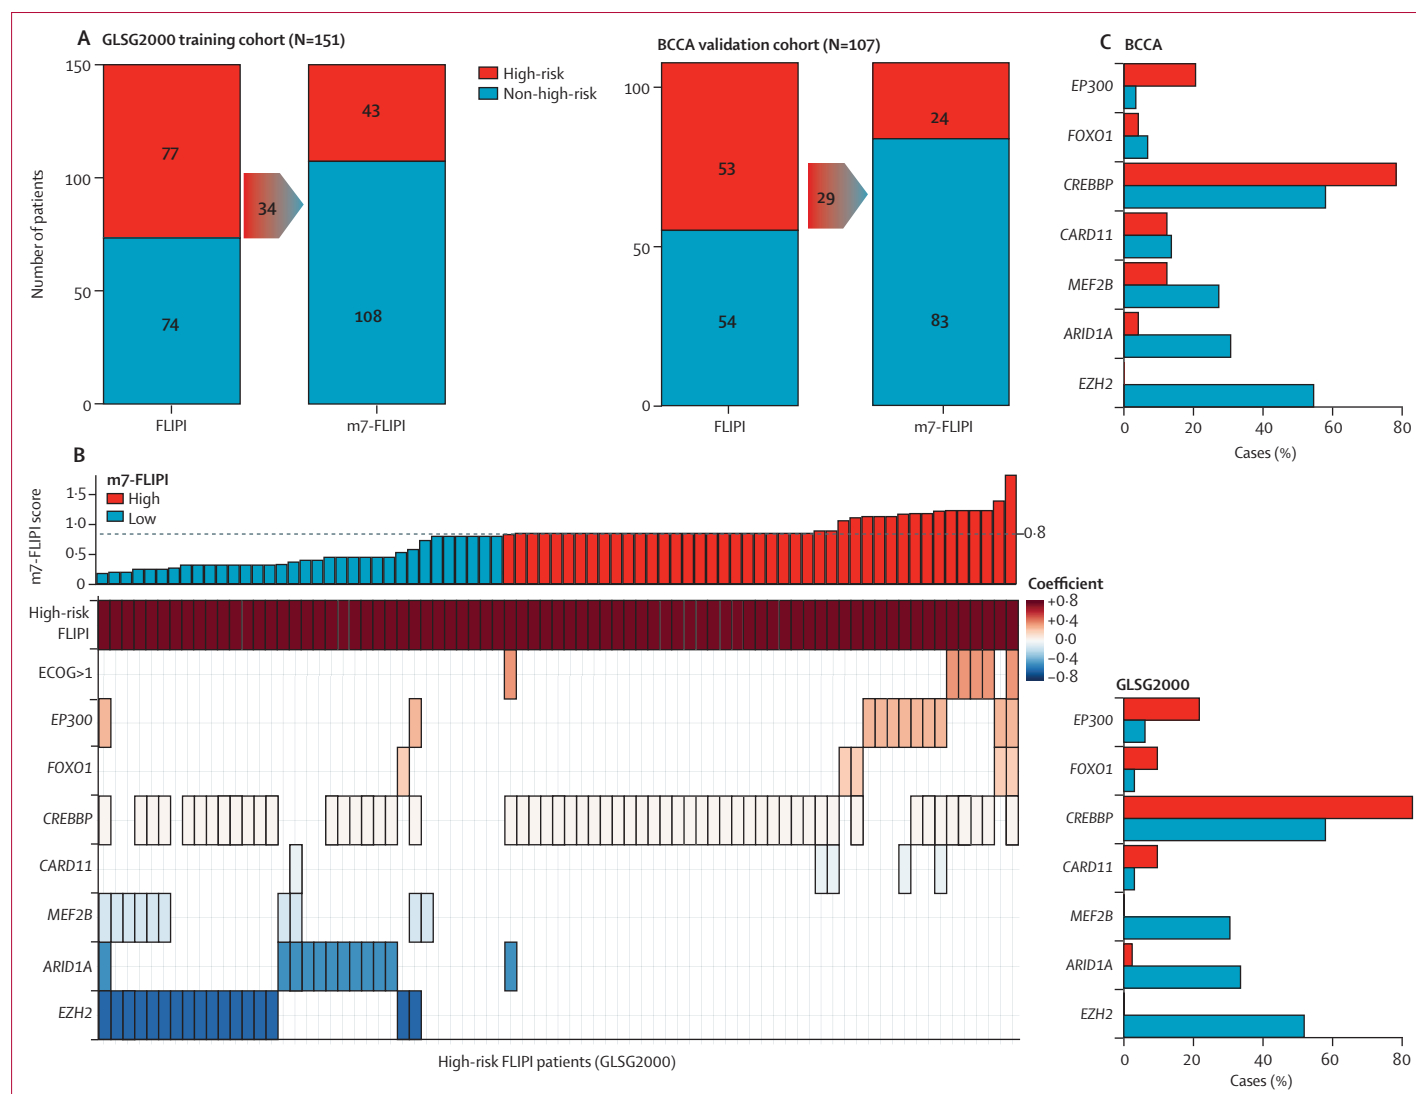 A GLSG2000 training cohort (N=151)
Number of patients
150
100
50
0
77
74
34
43
108
FLIPI
m7-FLIPI
High-risk
Non-high-risk
BCCA validation cohort (N=107)
100
50
0
53
54
29
24
83
FLIPI
m7-FLIPI
B
m7-FLIPI
High
Low
m7-FLIPI score
1·5
1·0
0·5
0
0·8
Coefficient
+0·8
+0·4
0·0
−0·4
−0·8
High-risk
FLIPI
ECOG>1
EP300
FOXO1
CREBBP
CARD11
MEF2B
ARID1A
EZH2
High-risk FLIPI patients (GLSG2000)
C BCCA
EP300
FOXO1
CREBBP
CARD11
MEF2B
ARID1A
EZH2
0 20 40 60 80
Cases (%)
GLSG2000
EP300
FOXO1
CREBBP
CARD11
MEF2B
ARID1A
EZH2
0 20 40 60 80
Cases (%)